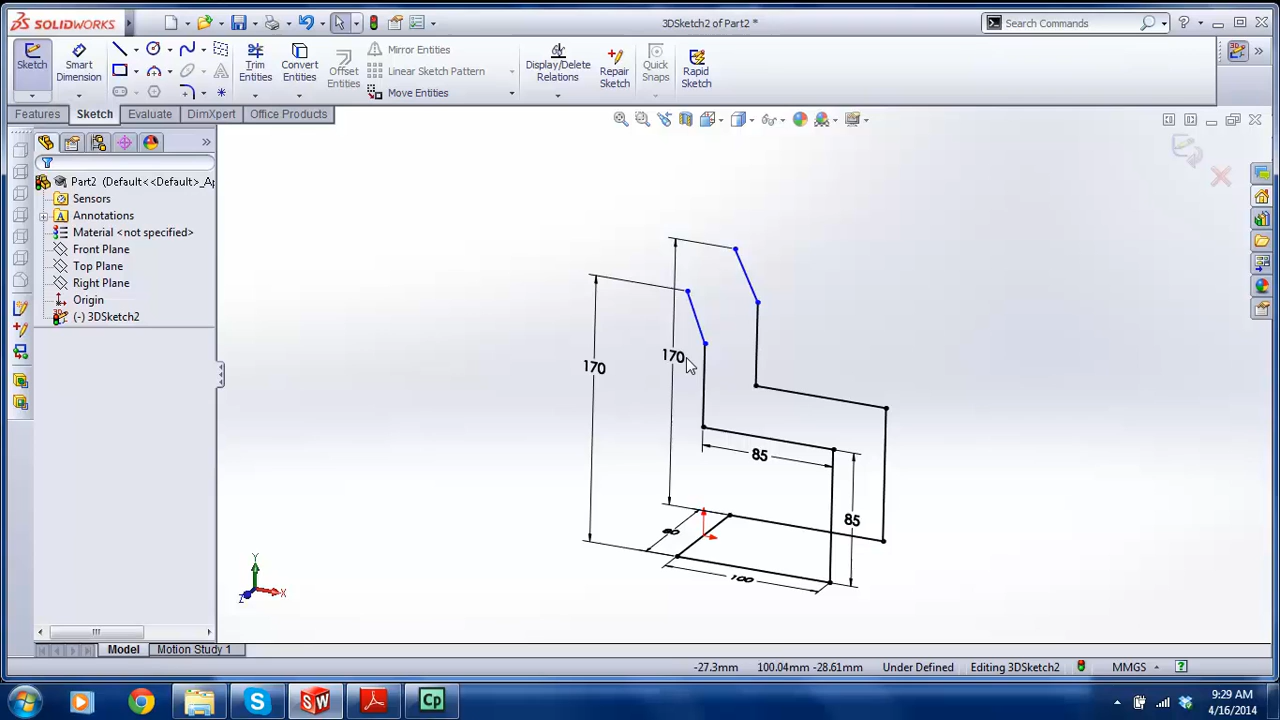 SOLIDWORKS
3DSketch2 of Part2 *
Search Commands
?
Sketch
Smart Dimension
Trim Entities
Convert Entities
Offset Entities
Mirror Entities
Linear Sketch Pattern
Move Entities
Display/Delete Relations
Repair Sketch
Quick Snaps
Rapid Sketch
Features
Sketch
Evaluate
DimXpert
Office Products
Part2 (Default<<Default>_Ap
Sensors
Annotations
Material <not specified>
Front Plane
Top Plane
Right Plane
Origin
(-) 3DSketch2
170
170
85
85
80
100
Y
X
Z
Model
Motion Study 1
-27.3mm
100.04mm -28.61mm
Under Defined
Editing 3DSketch2
MMGS
?
SW
Cp
9:29 AM
4/16/2014